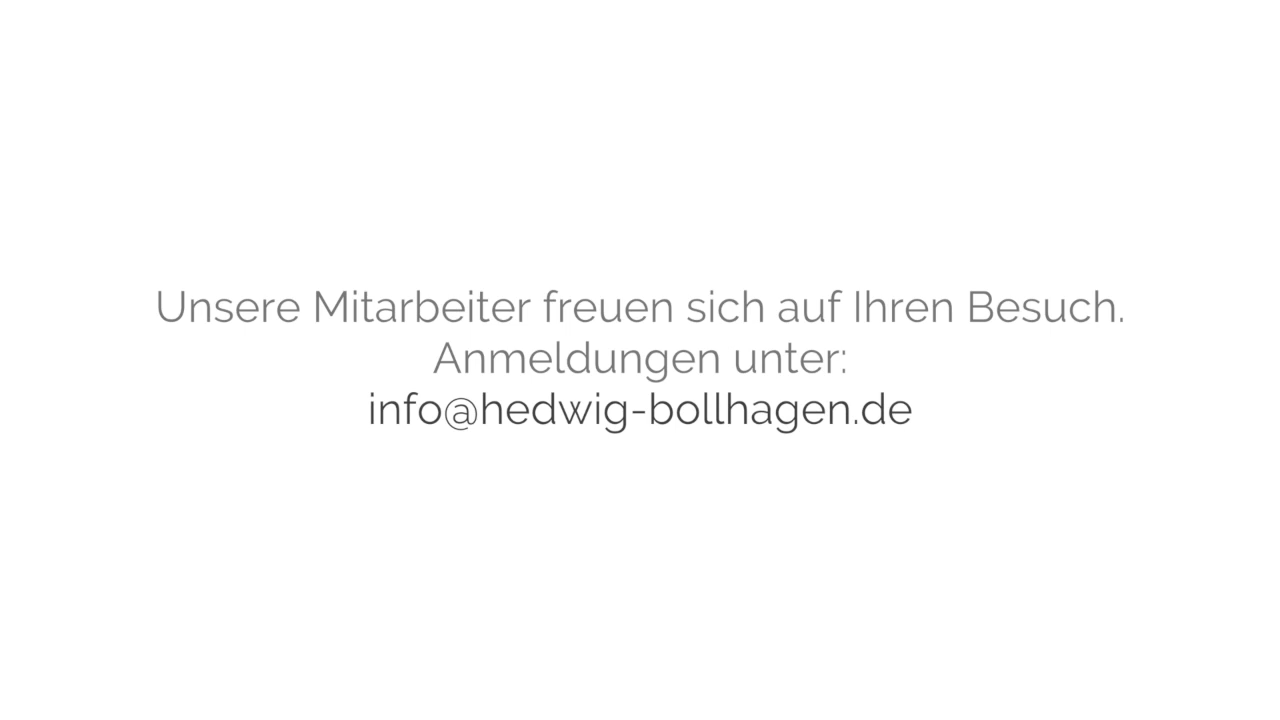 Unsere Mitarbeiter freuen sich auf Ihren Besuch.
Anmeldungen unter:
info@hedwig-bollhagen.de